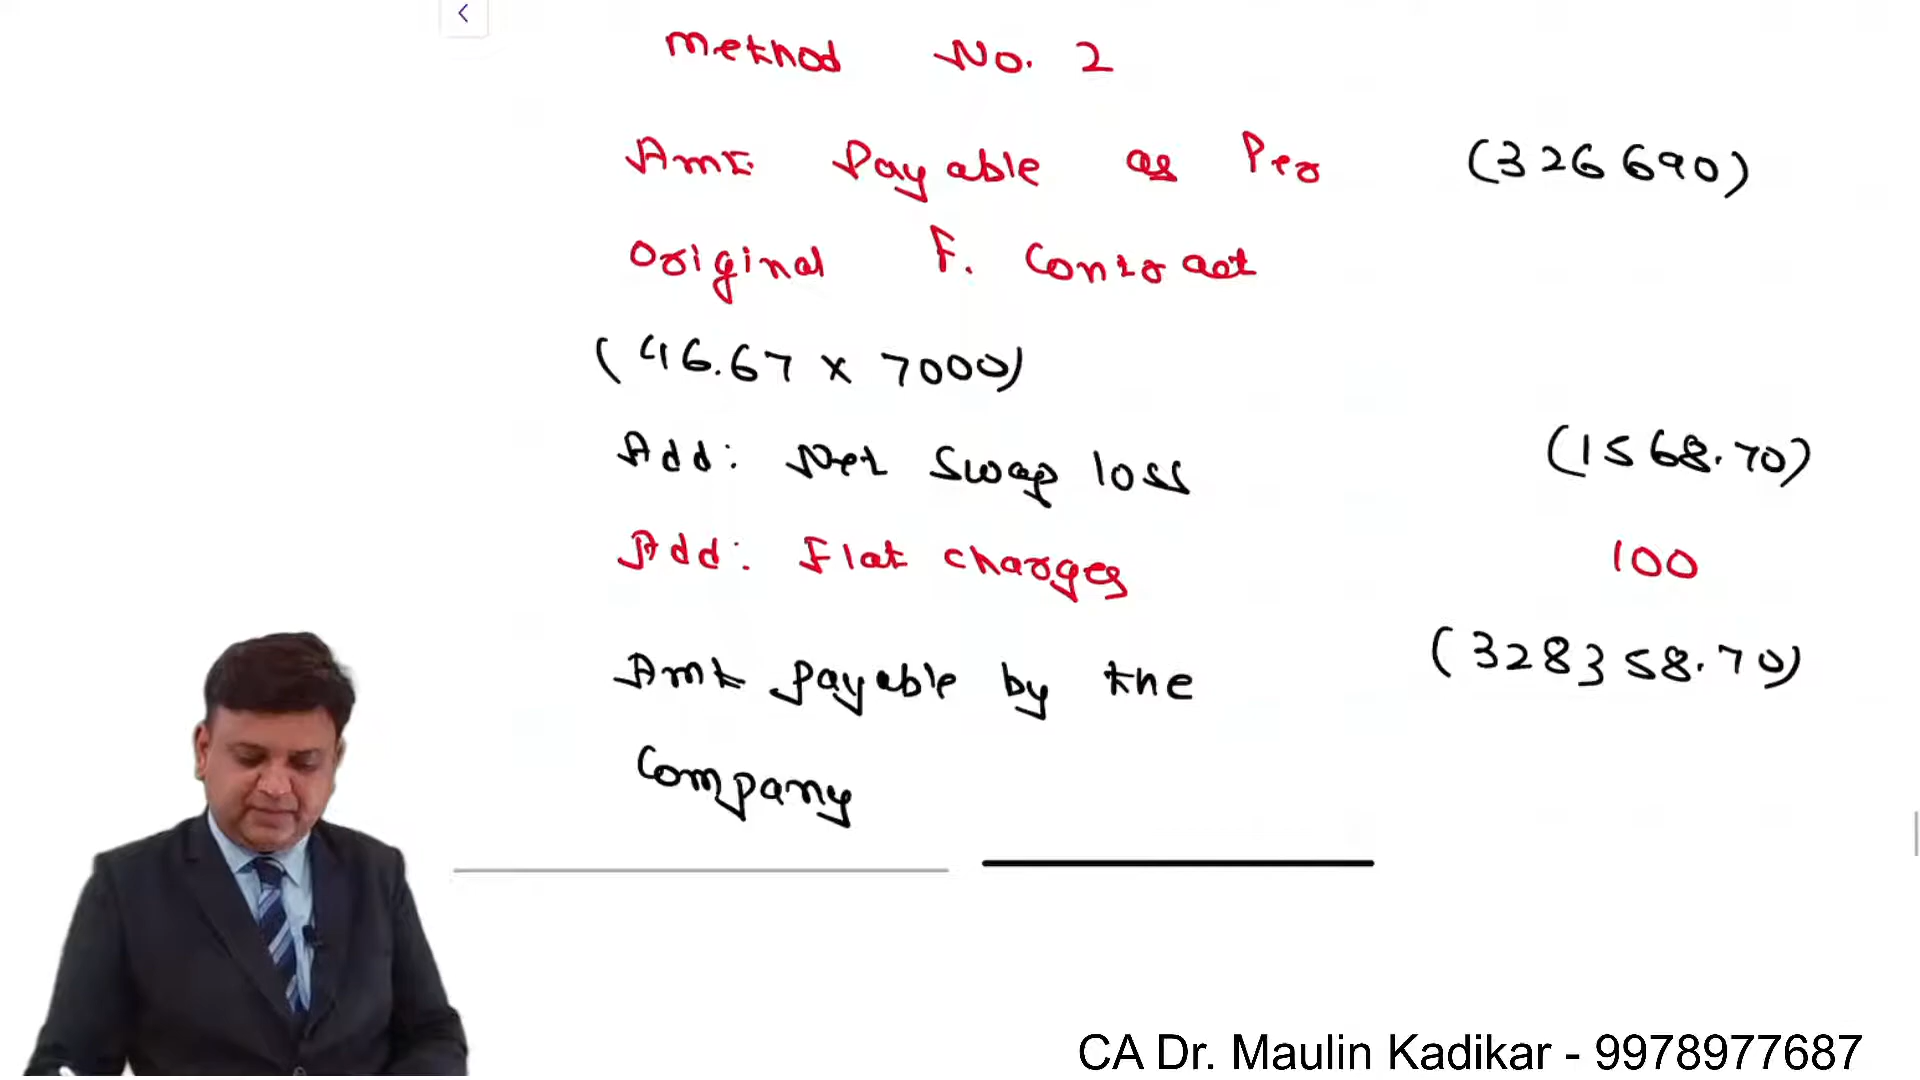 Method No. 2
Amt. Payable as Per (326690)
Original F. Contract
(46.67 x 7000)
Add: Net Swap loss (1568.70)
Add: Flat charges 100
Amt Payable by the (328358.70)
Company
CA Dr. Maulin Kadikar - 9978977687